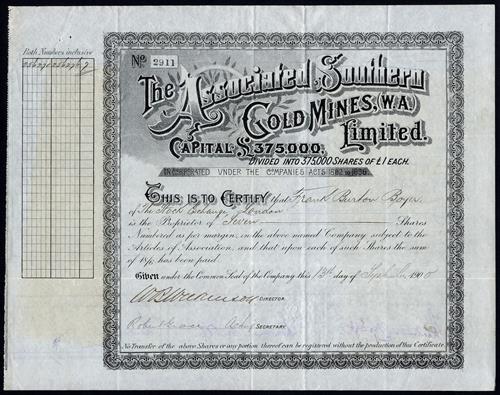 Both Numbers inclusive
No 2911
The Associated Southern
Gold Mines, (W.A.)
Capital £375,000. Limited.
Divided into 375,000 Shares of £1 each.
Incorporated under the Companies Acts 1862 to 1890.
This is to Certify that Frank Burton Boyer
of The Stock Exchange, London
is the Proprietor of Seven Shares
Numbered as per margin, in the above named Company subject to the
Articles of Association; and that upon each of such Shares the sum
of has been paid.
Given under the Common Seal of the Company this day of 190
DIRECTOR
SECRETARY
No Transfer of the above Shares or any portion thereof can be registered without the production of this Certificate.